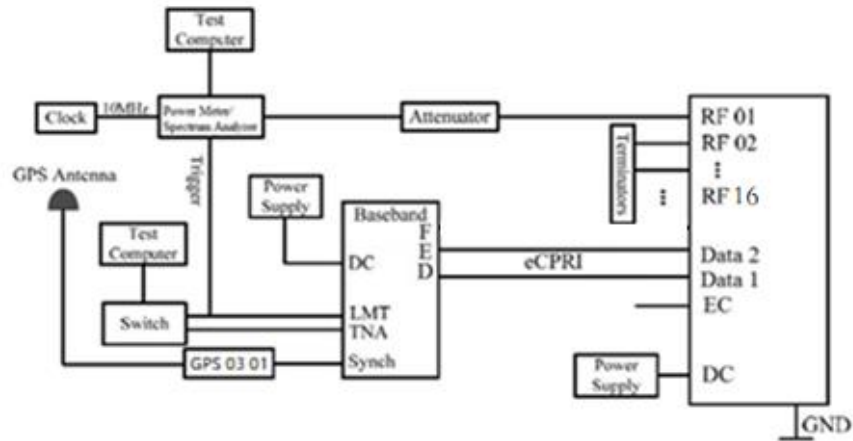 Test
Computer
Clock
10MHz
Power Meter/
Spectrum Analyzer
Attenuator
RF 01
RF 02
⋮
RF 16
Terminators
...
Trigger
GPS Antenna
Power
Supply
Baseband
F
E
D
DC
LMT
TNA
Synch
Test
Computer
Switch
GPS 03 01
eCPRI
Data 2
Data 1
EC
DC
Power
Supply
GND